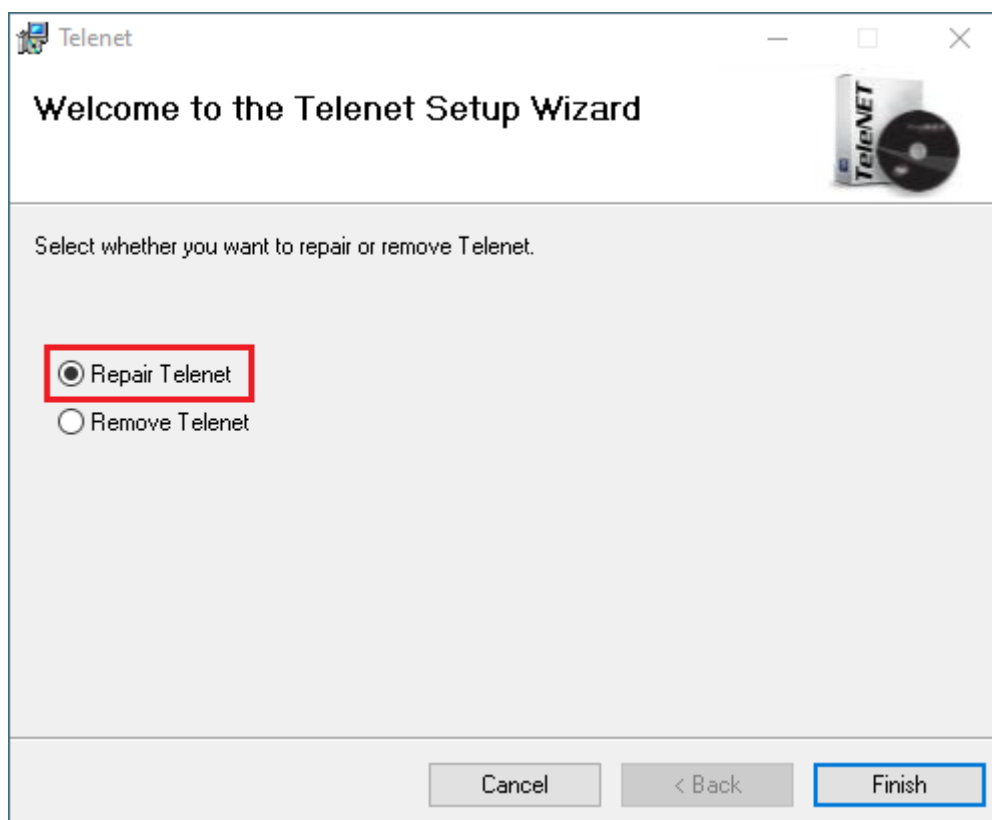 Telenet
Welcome to the Telenet Setup Wizard
TeleNET
Select whether you want to repair or remove Telenet.
Repair Telenet
Remove Telenet
Cancel
< Back
Finish